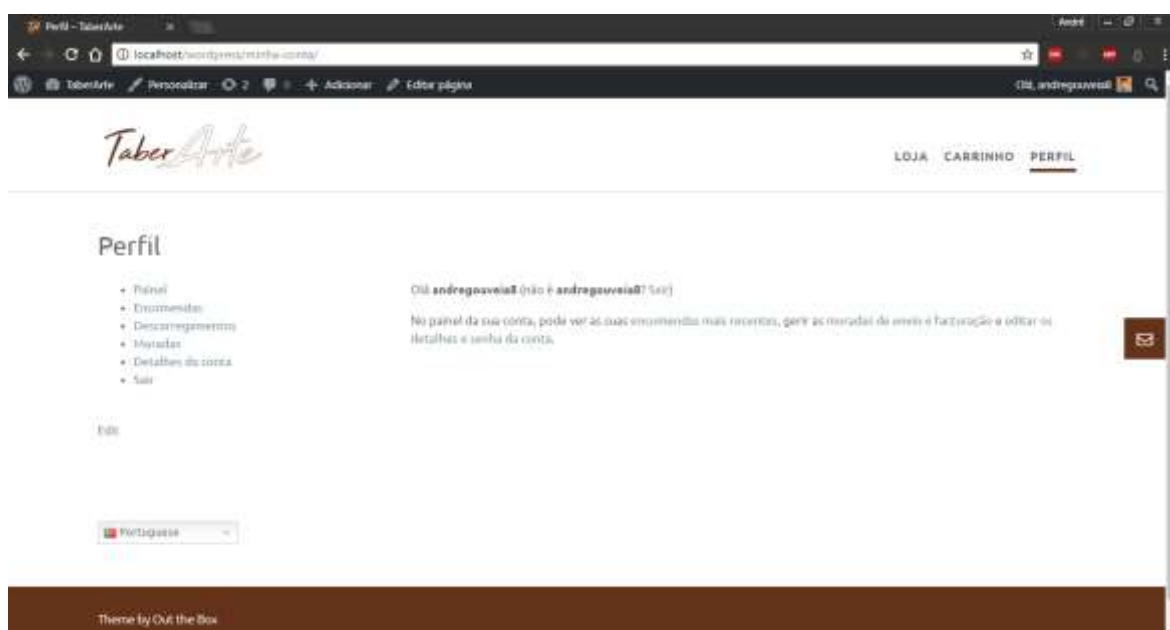 Perfil – TaberArte
André
localhost/wordpress/minha-conta/
TaberArte Personalizar 2 Adicionar Editar página Olá, andregouveia8
TaberArte
LOJA CARRINHO PERFIL
Perfil
Painel
Encomendas
Descarregamentos
Moradas
Detalhes da conta
Sair
Olá andregouveia8 (não é andregouveia8? Sair)
No painel da sua conta, pode ver as suas encomendas mais recentes, gerir as moradas de envio e facturação e editar os
detalhes e senha da conta.
Edit
Portuguese
Theme by Out the Box